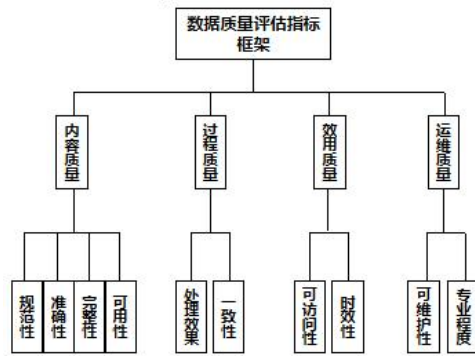 数据质量评估指标
框架
内容质量
过程质量
效用质量
运维质量
规范性
准确性
完整性
可用性
处理效果
一致性
可访问性
时效性
可维护性
专业程度